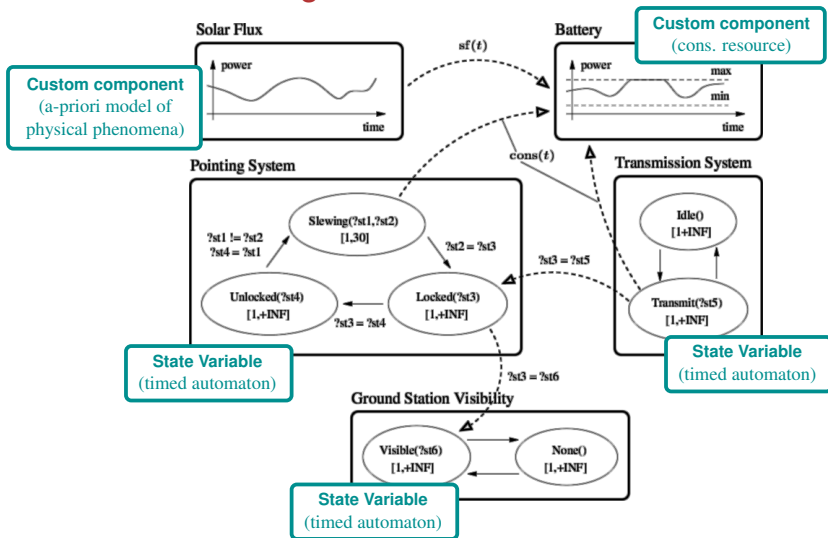 Solar Flux
power
time
Custom component
(a-priori model of
physical phenomena)
sf(t)
Battery
power
max
min
time
Custom component
(cons. resource)
cons(t)
Pointing System
Slewing(?st1,?st2)
[1,30]
?st1 != ?st2
?st4 = ?st1
?st2 = ?st3
Unlocked(?st4)
[1,+INF]
Locked(?st3)
[1,+INF]
?st3 = ?st4
State Variable
(timed automaton)
?st3 = ?st5
Transmission System
Idle()
[1+INF]
Transmit(?st5)
[1,+INF]
State Variable
(timed automaton)
?st3 = ?st6
Ground Station Visibility
Visible(?st6)
[1,+INF]
None()
[1,+INF]
State Variable
(timed automaton)